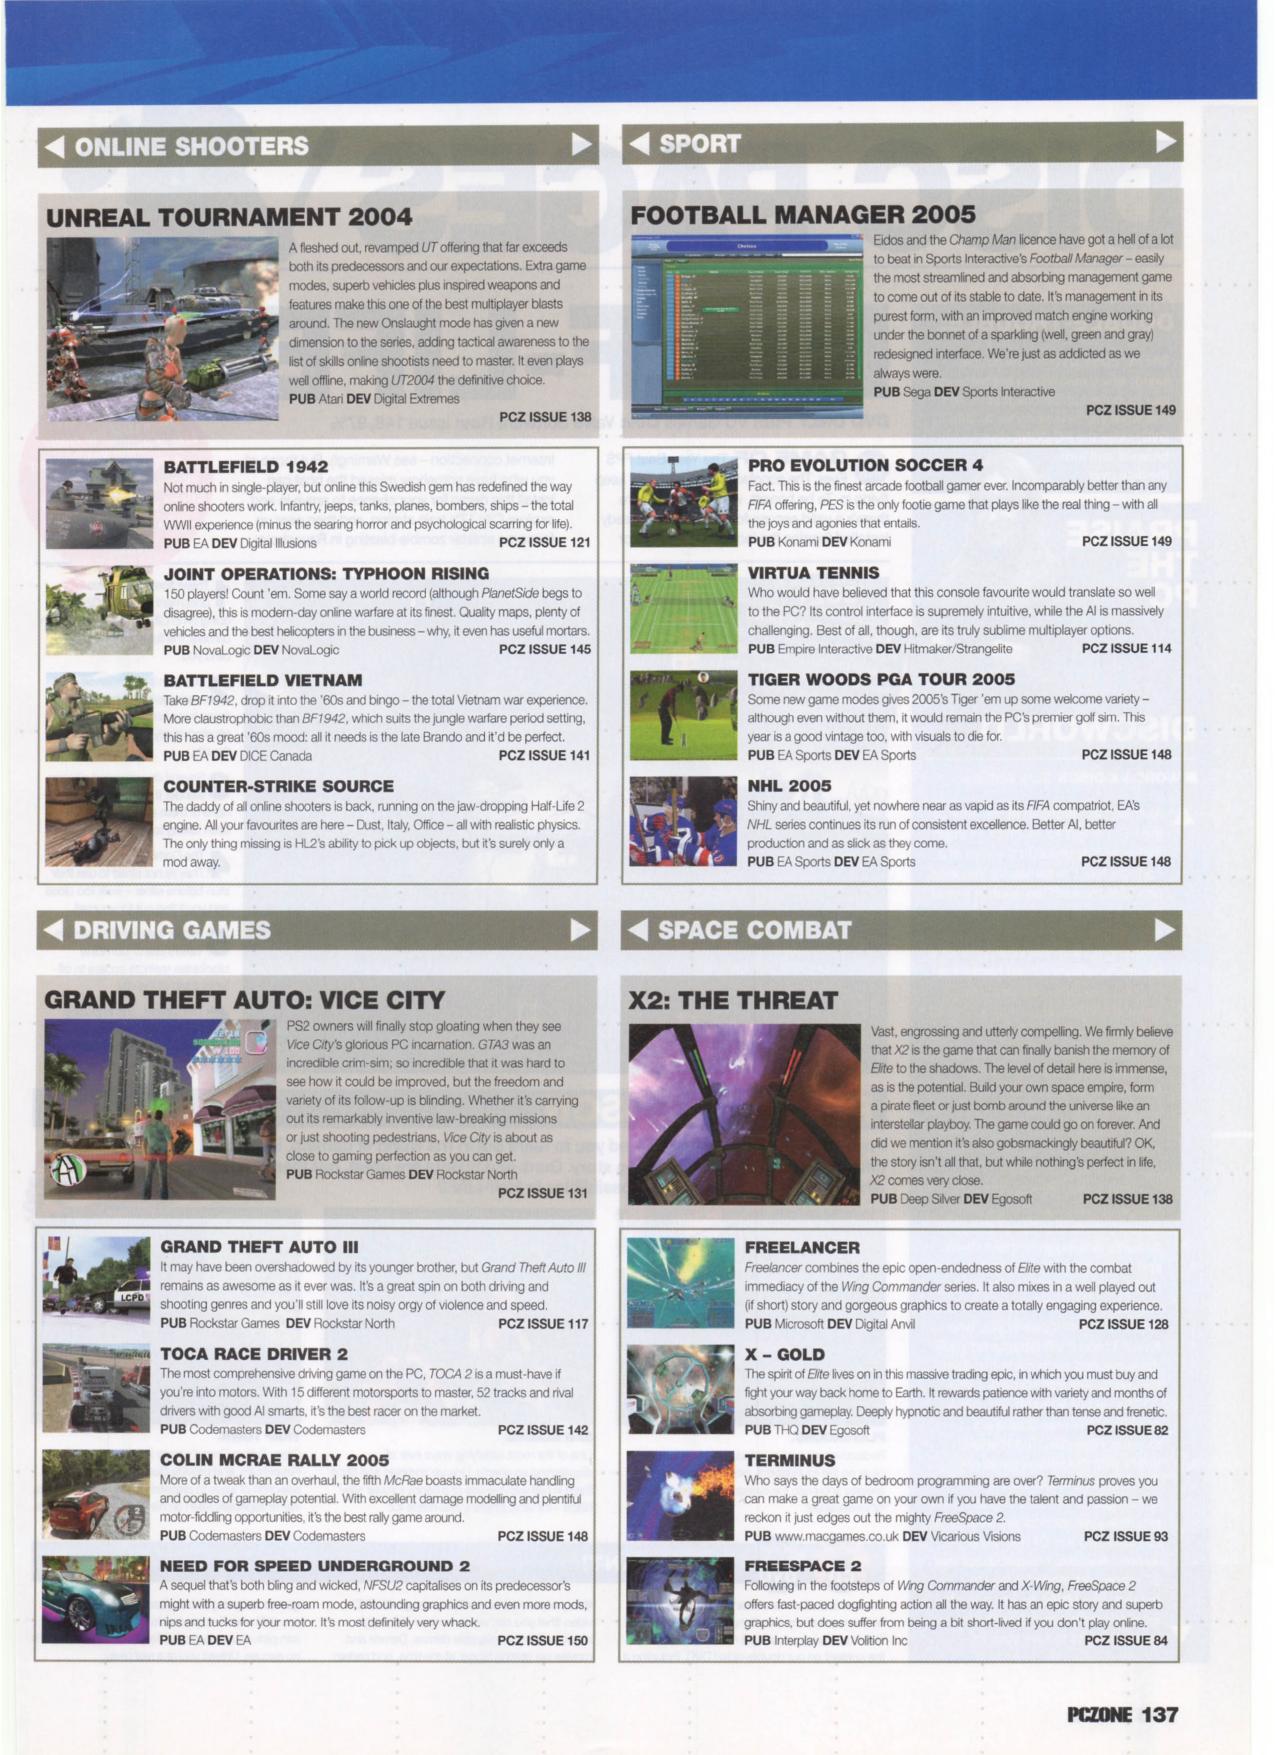 ONLINE SHOOTERS
UNREAL TOURNAMENT 2004
A fleshed out, revamped UT offering that far exceeds
both its predecessors and our expectations. Extra game
modes, superb vehicles plus inspired weapons and
features make this one of the best multiplayer blasts
around. The new Onslaught mode has given a new
dimension to the series, adding tactical awareness to the
list of skills online shootists need to master. It even plays
well offline, making UT2004 the definitive choice.
PUB Atari DEV Digital Extremes
PCZ ISSUE 138
BATTLEFIELD 1942
Not much in single-player, but online this Swedish gem has redefined the way
online shooters work. Infantry, jeeps, tanks, planes, bombers, ships – the total
WWII experience (minus the searing horror and psychological scarring for life).
PUB EA DEV Digital Illusions PCZ ISSUE 121
JOINT OPERATIONS: TYPHOON RISING
150 players! Count 'em. Some say a world record (although PlanetSide begs to
disagree), this is modern-day online warfare at its finest. Quality maps, plenty of
vehicles and the best helicopters in the business – why, it even has useful mortars.
PUB NovaLogic DEV NovaLogic PCZ ISSUE 145
BATTLEFIELD VIETNAM
Take BF1942, drop it into the '60s and bingo – the total Vietnam war experience.
More claustrophobic than BF1942, which suits the jungle warfare period setting,
this has a great '60s mood: all it needs is the late Brando and it'd be perfect.
PUB EA DEV DICE Canada PCZ ISSUE 141
COUNTER-STRIKE SOURCE
The daddy of all online shooters is back, running on the jaw-dropping Half-Life 2
engine. All your favourites are here – Dust, Italy, Office – all with realistic physics.
The only thing missing is HL2's ability to pick up objects, but it's surely only a
mod away.
SPORT
FOOTBALL MANAGER 2005
Eidos and the Champ Man licence have got a hell of a lot
to beat in Sports Interactive's Football Manager – easily
the most streamlined and absorbing management game
to come out of its stable to date. It's management in its
purest form, with an improved match engine working
under the bonnet of a sparkling (well, green and gray)
redesigned interface. We're just as addicted as we
always were.
PUB Sega DEV Sports Interactive
PCZ ISSUE 149
PRO EVOLUTION SOCCER 4
Fact. This is the finest arcade football gamer ever. Incomparably better than any
FIFA offering, PES is the only footie game that plays like the real thing – with all
the joys and agonies that entails.
PUB Konami DEV Konami PCZ ISSUE 149
VIRTUA TENNIS
Who would have believed that this console favourite would translate so well
to the PC? Its control interface is supremely intuitive, while the AI is massively
challenging. Best of all, though, are its truly sublime multiplayer options.
PUB Empire Interactive DEV Hitmaker/Strangelite PCZ ISSUE 114
TIGER WOODS PGA TOUR 2005
Some new game modes gives 2005's Tiger 'em up some welcome variety –
although even without them, it would remain the PC's premier golf sim. This
year is a good vintage too, with visuals to die for.
PUB EA Sports DEV EA Sports PCZ ISSUE 148
NHL 2005
Shiny and beautiful, yet nowhere near as vapid as its FIFA compatriot, EA's
NHL series continues its run of consistent excellence. Better AI, better
production and as slick as they come.
PUB EA Sports DEV EA Sports PCZ ISSUE 148
DRIVING GAMES
GRAND THEFT AUTO: VICE CITY
PS2 owners will finally stop gloating when they see
Vice City's glorious PC incarnation. GTA3 was an
incredible crim-sim; so incredible that it was hard to
see how it could be improved, but the freedom and
variety of its follow-up is blinding. Whether it's carrying
out its remarkably inventive law-breaking missions
or just shooting pedestrians, Vice City is about as
close to gaming perfection as you can get.
PUB Rockstar Games DEV Rockstar North
PCZ ISSUE 131
GRAND THEFT AUTO III
It may have been overshadowed by its younger brother, but Grand Theft Auto III
remains as awesome as it ever was. It's a great spin on both driving and
shooting genres and you'll still love its noisy orgy of violence and speed.
PUB Rockstar Games DEV Rockstar North PCZ ISSUE 117
TOCA RACE DRIVER 2
The most comprehensive driving game on the PC, TOCA 2 is a must-have if
you're into motors. With 15 different motorsports to master, 52 tracks and rival
drivers with good AI smarts, it's the best racer on the market.
PUB Codemasters DEV Codemasters PCZ ISSUE 142
COLIN MCRAE RALLY 2005
More of a tweak than an overhaul, the fifth McRae boasts immaculate handling
and oodles of gameplay potential. With excellent damage modelling and plentiful
motor-fiddling opportunities, it's the best rally game around.
PUB Codemasters DEV Codemasters PCZ ISSUE 148
NEED FOR SPEED UNDERGROUND 2
A sequel that's both bling and wicked, NFSU2 capitalises on its predecessor's
might with a superb free-roam mode, astounding graphics and even more mods,
nips and tucks for your motor. It's most definitely very whack.
PUB EA DEV EA PCZ ISSUE 150
SPACE COMBAT
X2: THE THREAT
Vast, engrossing and utterly compelling. We firmly believe
that X2 is the game that can finally banish the memory of
Elite to the shadows. The level of detail here is immense,
as is the potential. Build your own space empire, form
a pirate fleet or just bomb around the universe like an
interstellar playboy. The game could go on forever. And
did we mention it's also gobsmackingly beautiful? OK,
the story isn't all that, but while nothing's perfect in life,
X2 comes very close.
PUB Deep Silver DEV Egosoft PCZ ISSUE 138
FREELANCER
Freelancer combines the epic open-endedness of Elite with the combat
immediacy of the Wing Commander series. It also mixes in a well played out
(if short) story and gorgeous graphics to create a totally engaging experience.
PUB Microsoft DEV Digital Anvil PCZ ISSUE 128
X – GOLD
The spirit of Elite lives on in this massive trading epic, in which you must buy and
fight your way back home to Earth. It rewards patience with variety and months of
absorbing gameplay. Deeply hypnotic and beautiful rather than tense and frenetic.
PUB THQ DEV Egosoft PCZ ISSUE 82
TERMINUS
Who says the days of bedroom programming are over? Terminus proves you
can make a great game on your own if you have the talent and passion – we
reckon it just edges out the mighty FreeSpace 2.
PUB www.macgames.co.uk DEV Vicarious Visions PCZ ISSUE 93
FREESPACE 2
Following in the footsteps of Wing Commander and X-Wing, FreeSpace 2
offers fast-paced dogfighting action all the way. It has an epic story and superb
graphics, but does suffer from being a bit short-lived if you don't play online.
PUB Interplay DEV Volition Inc PCZ ISSUE 84
PCZONE 137